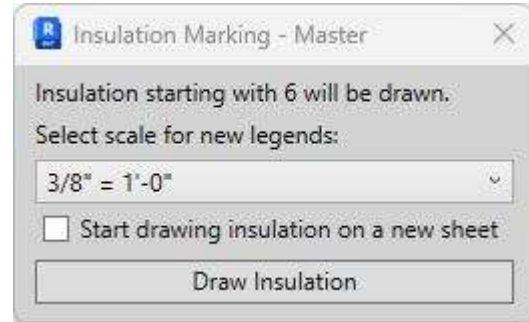 Insulation Marking - Master
Insulation starting with 6 will be drawn.
Select scale for new legends:
3/8" = 1'-0"
Start drawing insulation on a new sheet
Draw Insulation